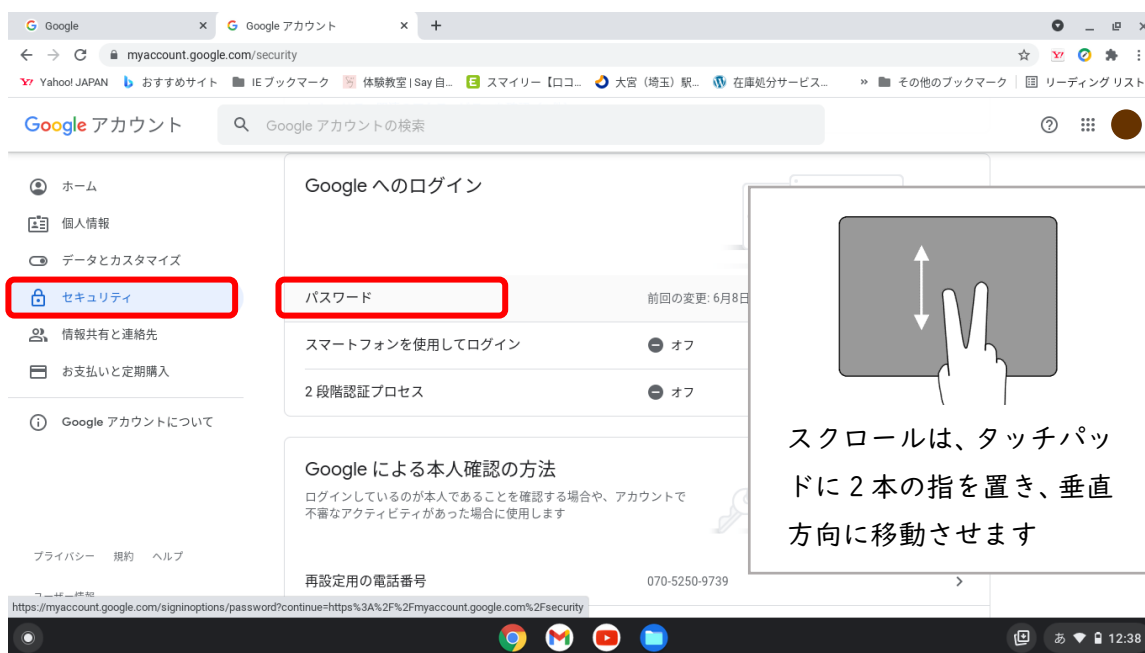 Google
Google アカウント
myaccount.google.com/security
Yahoo! JAPAN おすすめサイト IE ブックマーク 体験教室 | Say 自... スマイリー【ロコ... 大宮（埼玉）駅... 在庫処分サービス... » その他のブックマーク リーディング リスト
Google アカウント
Google アカウントの検索
ホーム
個人情報
データとカスタマイズ
セキュリティ
情報共有と連絡先
お支払いと定期購入
Google アカウントについて
プライバシー 規約 ヘルプ
Google へのログイン
パスワード 前回の変更: 6月8日
スマートフォンを使用してログイン オフ
2 段階認証プロセス オフ
Google による本人確認の方法
ログインしているのが本人であることを確認する場合や、アカウントで
不審なアクティビティがあった場合に使用します
再設定用の電話番号 070-5250-9739
スクロールは、タッチパッ
ドに２本の指を置き、垂直
方向に移動させます
https://myaccount.google.com/signinoptions/password?continue=https%3A%2F%2Fmyaccount.google.com%2Fsecurity
あ 12:38